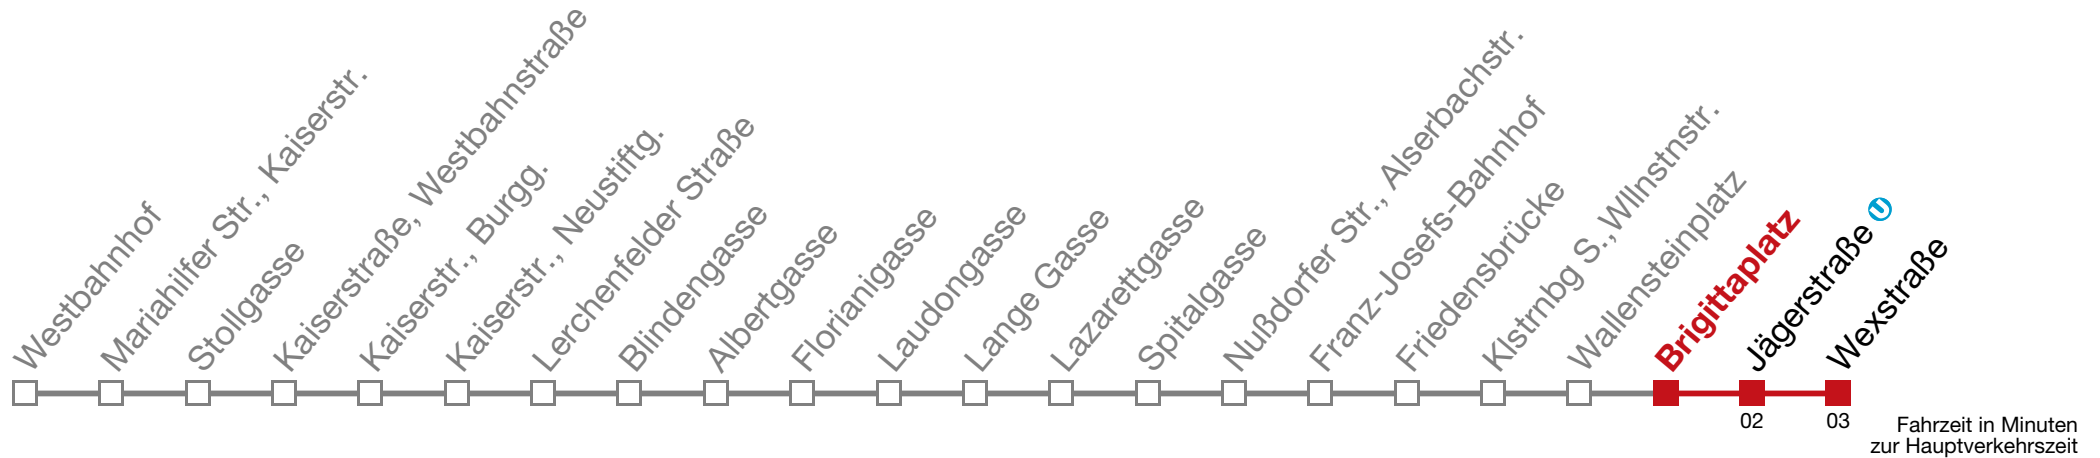 Westbahnhof
Mariahilfer Str., Kaiserstr.
Stollgasse
Kaiserstraße, Westbahnstraße
Kaiserstr., Burgg.
Kaiserstr., Neustiftg.
Lerchenfelder Straße
Blindengasse
Albertgasse
Florianigasse
Laudongasse
Lange Gasse
Lazarettgasse
Spitalgasse
Nußdorfer Str., Alserbachstr.
Franz-Josefs-Bahnhof
Friedensbrücke
Klstrnbg S.,Wllnstnstr.
Wallensteinplatz
Brigittaplatz
Jägerstraße U
Wexstraße
02
03
Fahrzeit in Minuten
zur Hauptverkehrszeit